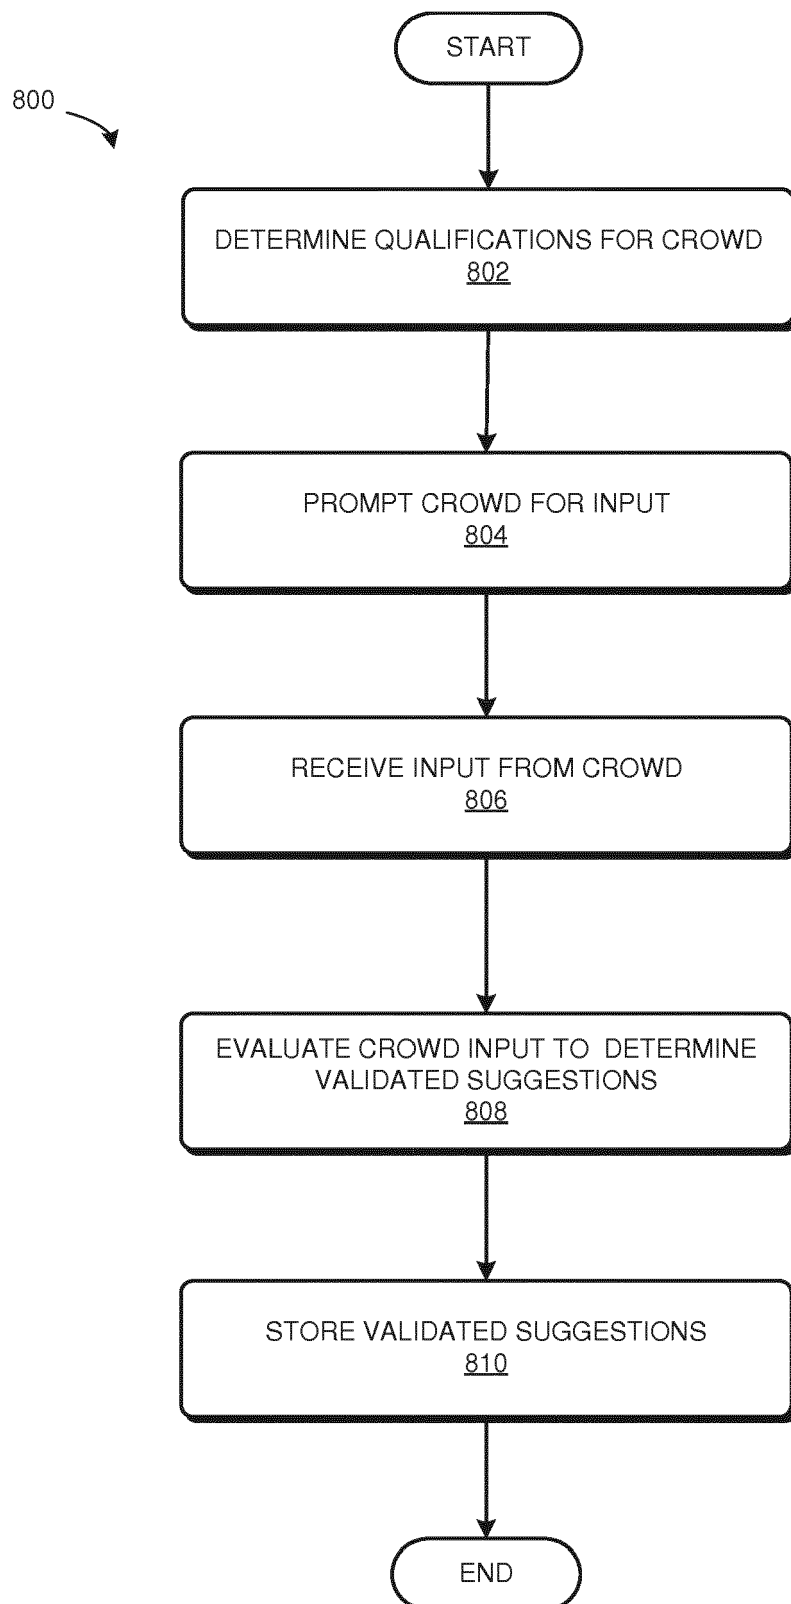 START
800
DETERMINE QUALIFICATIONS FOR CROWD
802
PROMPT CROWD FOR INPUT
804
RECEIVE INPUT FROM CROWD
806
EVALUATE CROWD INPUT TO DETERMINE
VALIDATED SUGGESTIONS
808
STORE VALIDATED SUGGESTIONS
810
END